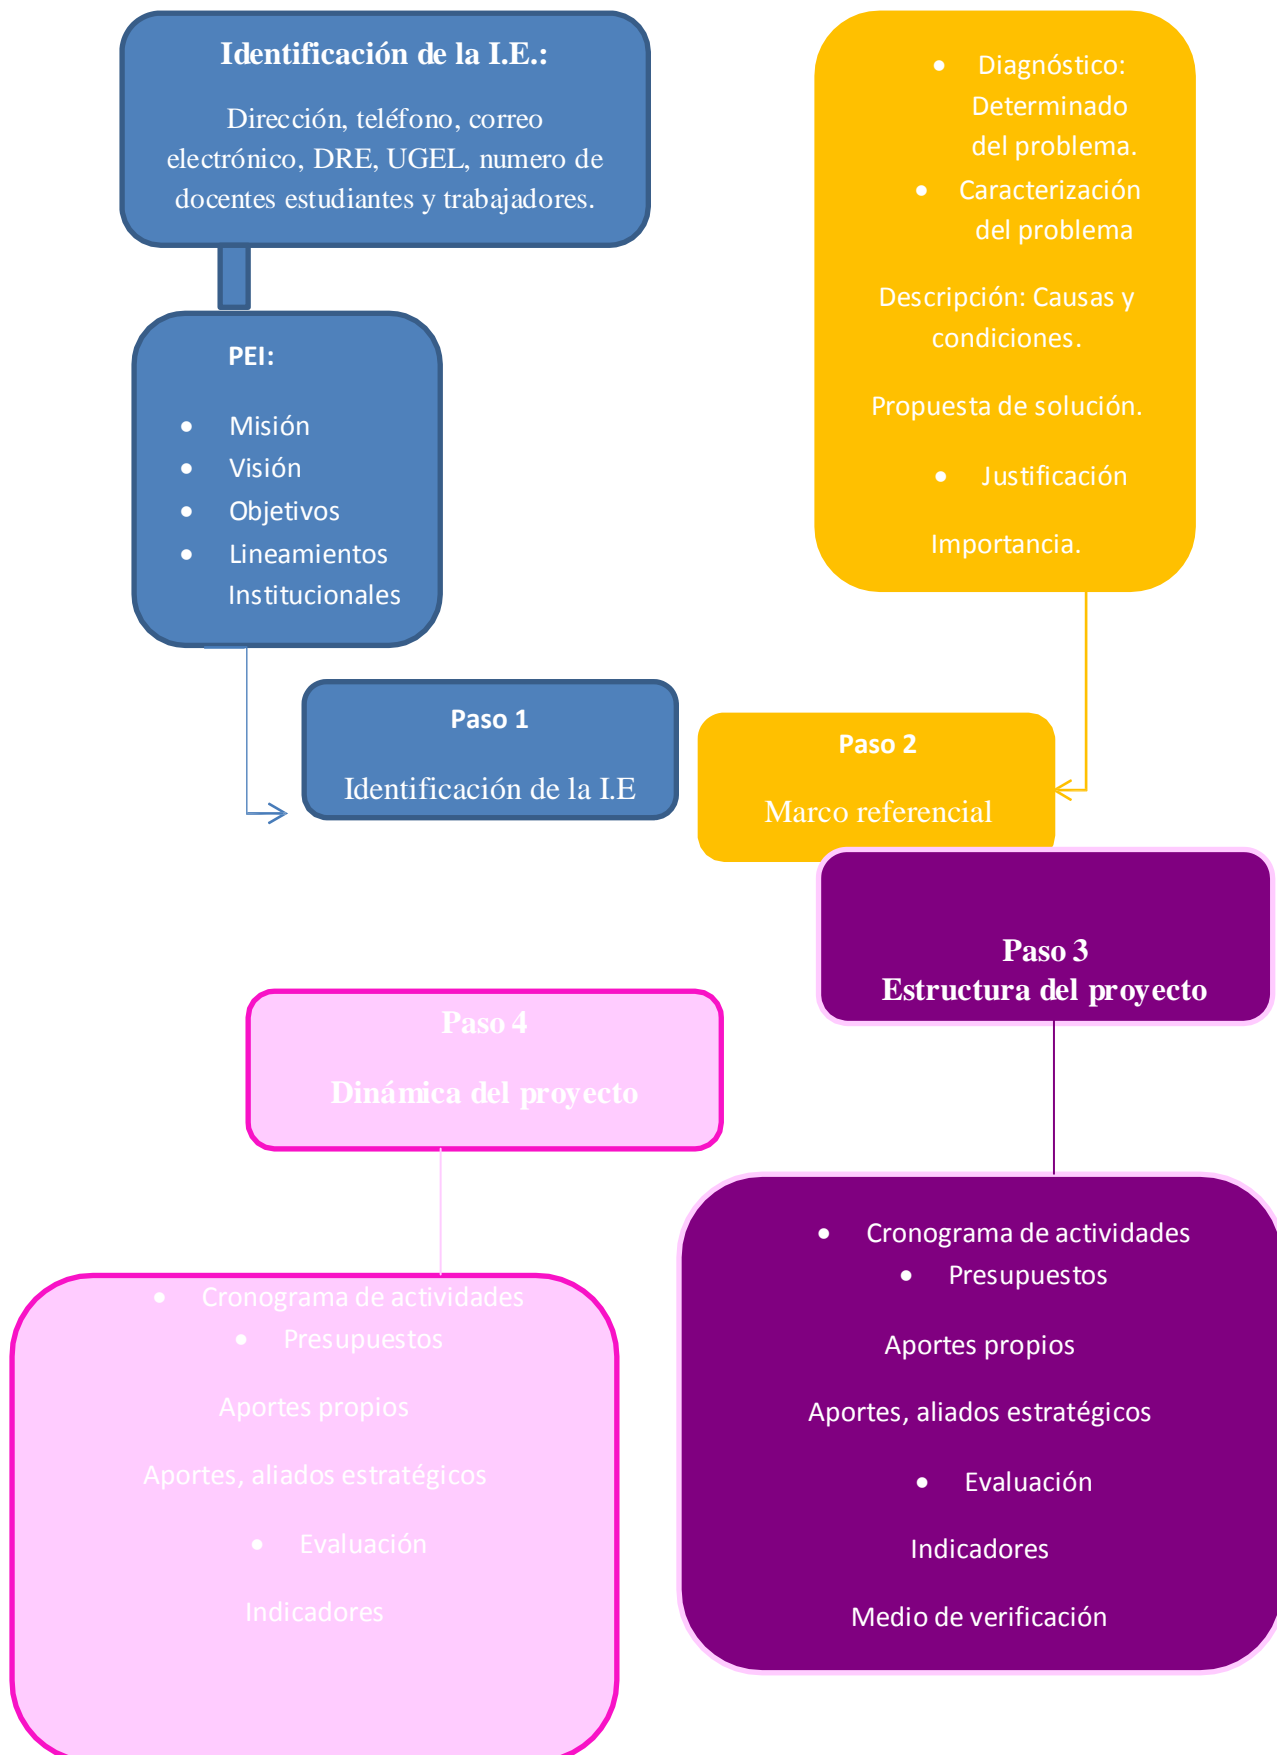 Identificación de la I.E.:
Dirección, teléfono, correo
electrónico, DRE, UGEL, numero de
docentes estudiantes y trabajadores.
PEI:
• Misión
• Visión
• Objetivos
• Lineamientos
Institucionales
Paso 1
Identificación de la I.E
• Diagnóstico:
Determinado
del problema.
• Caracterización
del problema
Descripción: Causas y
condiciones.
Propuesta de solución.
• Justificación
Importancia.
Paso 2
Marco referencial
Paso 3
Estructura del proyecto
• Cronograma de actividades
• Presupuestos
Aportes propios
Aportes, aliados estratégicos
• Evaluación
Indicadores
Medio de verificación
Paso 4
Dinámica del proyecto
• Cronograma de actividades
• Presupuestos
Aportes propios
Aportes, aliados estratégicos
• Evaluación
Indicadores